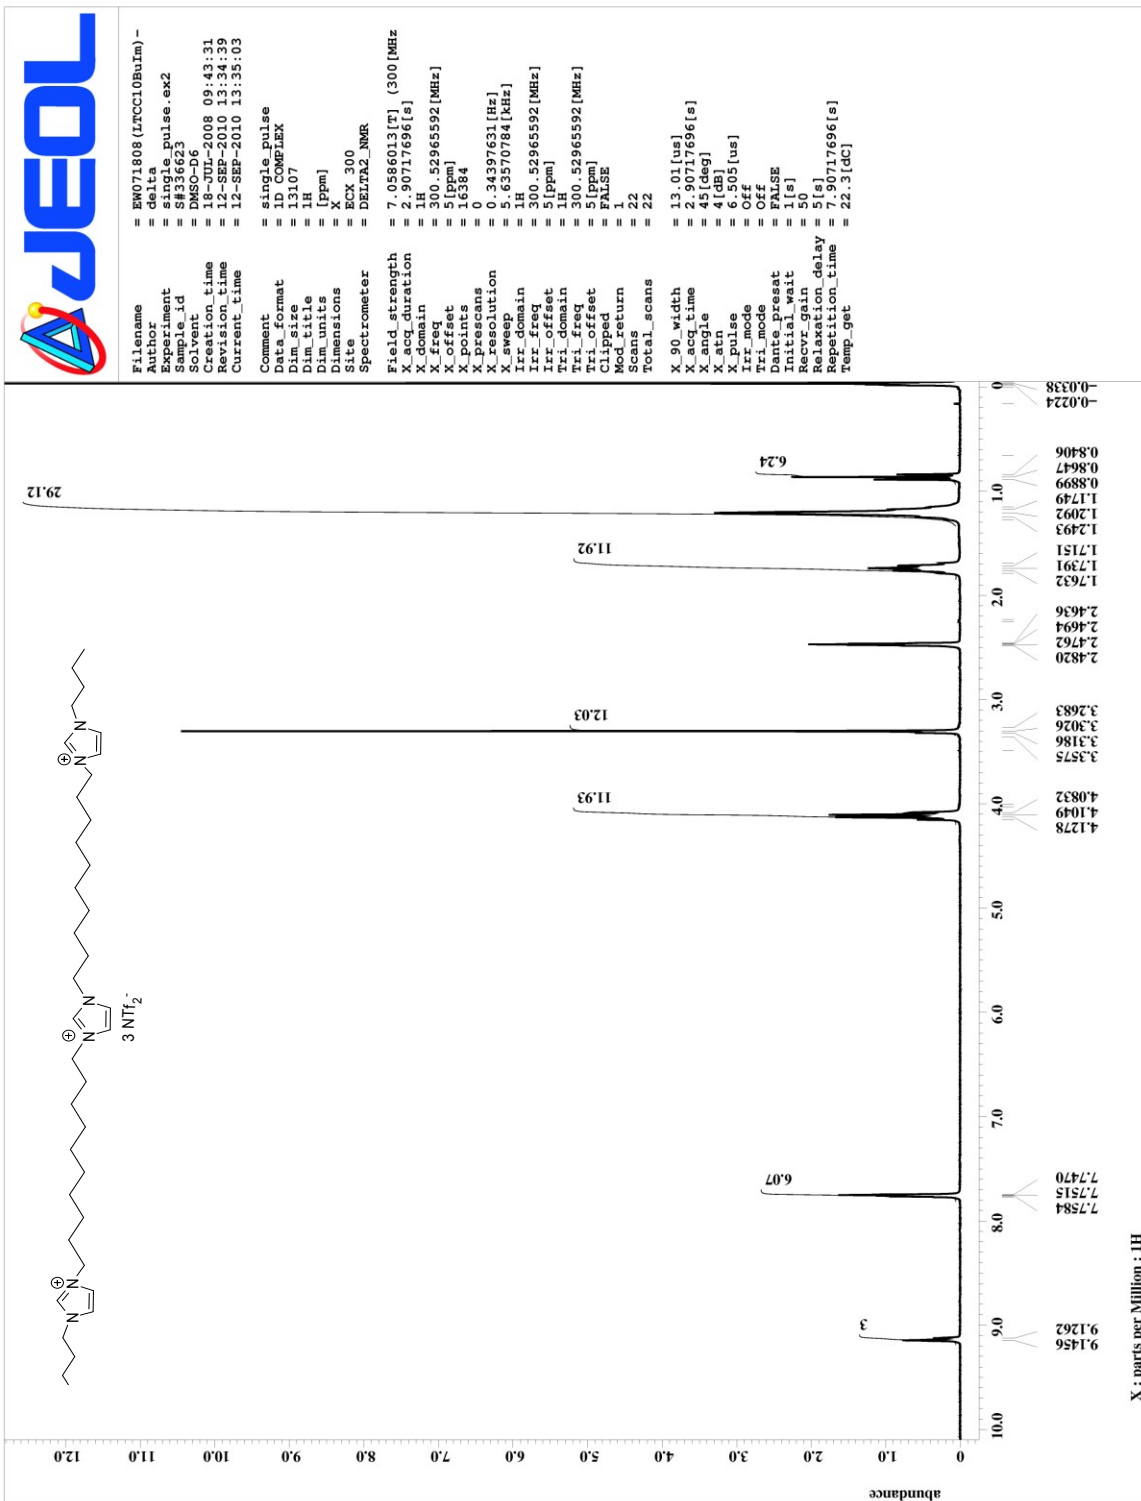 JEOL
Filename = EW071808(LTCC10BuIm)-
Author = delta
Experiment = single_pulse.ex2
Sample_id = S#336623
Solvent = DMSO-D6
Creation_time = 18-JUL-2008 09:43:31
Revision_time = 12-SEP-2010 13:34:39
Current_time = 12-SEP-2010 13:35:03
Comment = single_pulse
Data_format = 1D COMPLEX
Dim_size = 13107
Dim_title = 1H
Dim_units = [ppm]
Dimensions = X
Site = ECX 300
Spectrometer = DELTA2_NMR
Field_strength = 7.0586013[T] (300[MHz
X_acq_duration = 2.90717696[s]
X_domain = 1H
X_freq = 300.52965592[MHz]
X_offset = 5[ppm]
X_points = 16384
X_prescans = 0
X_resolution = 0.34397631[Hz]
X_sweep = 5.63570784[kHz]
Irr_domain = 1H
Irr_freq = 300.52965592[MHz]
Irr_offset = 5[ppm]
Tri_domain = 1H
Tri_freq = 300.52965592[MHz]
Tri_offset = 5[ppm]
Clipped = FALSE
Mod_return = 1
Scans = 22
Total_scans = 22
X_90_width = 13.01[us]
X_acq_time = 2.90717696[s]
X_angle = 45[deg]
X_atn = 4[dB]
X_pulse = 6.505[us]
Irr_mode = Off
Tri_mode = Off
Dante_presat = FALSE
Initial_wait = 1[s]
Recvr_gain = 50
Relaxation_delay = 5[s]
Repetition_time = 7.90717696[s]
Temp_get = 22.3[dC]
N N ⊕
N ⊕ N
3 NTf2-
N ⊕ N
abundance
12.0
11.0
10.0
9.0
8.0
7.0
6.0
5.0
4.0
3.0
2.0
1.0
0
3
6.07
11.93
12.03
11.92
29.12
6.24
10.0 9.0 8.0 7.0 6.0 5.0 4.0 3.0 2.0 1.0 0
9.1456
9.1262
7.7584
7.7515
7.7470
4.1278
4.1049
4.0832
3.3575
3.3186
3.3026
3.2683
2.4820
2.4762
2.4694
2.4636
1.7632
1.7391
1.7151
1.2493
1.2092
1.1749
0.8899
0.8647
0.8406
-0.0224
-0.0338
X : parts per Million : 1H